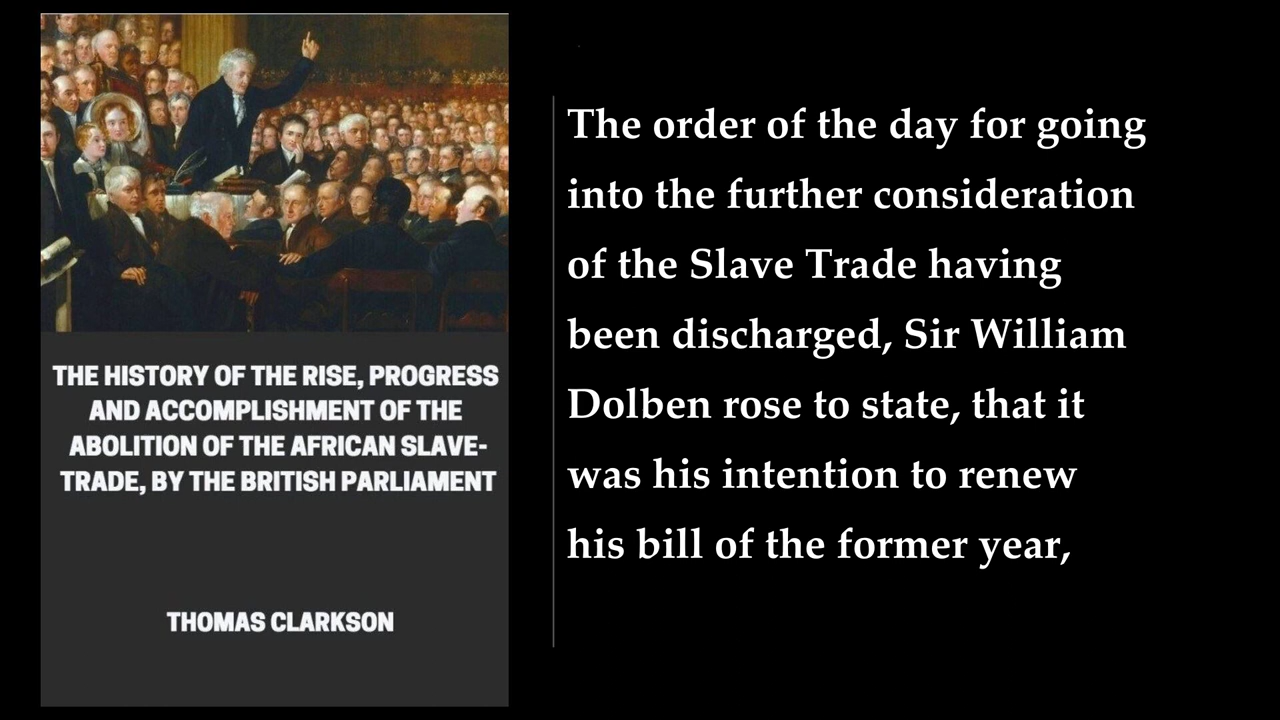 THE HISTORY OF THE RISE, PROGRESS
AND ACCOMPLISHMENT OF THE
ABOLITION OF THE AFRICAN SLAVE-
TRADE, BY THE BRITISH PARLIAMENT
THOMAS CLARKSON
The order of the day for going
into the further consideration
of the Slave Trade having
been discharged, Sir William
Dolben rose to state, that it
was his intention to renew
his bill of the former year,